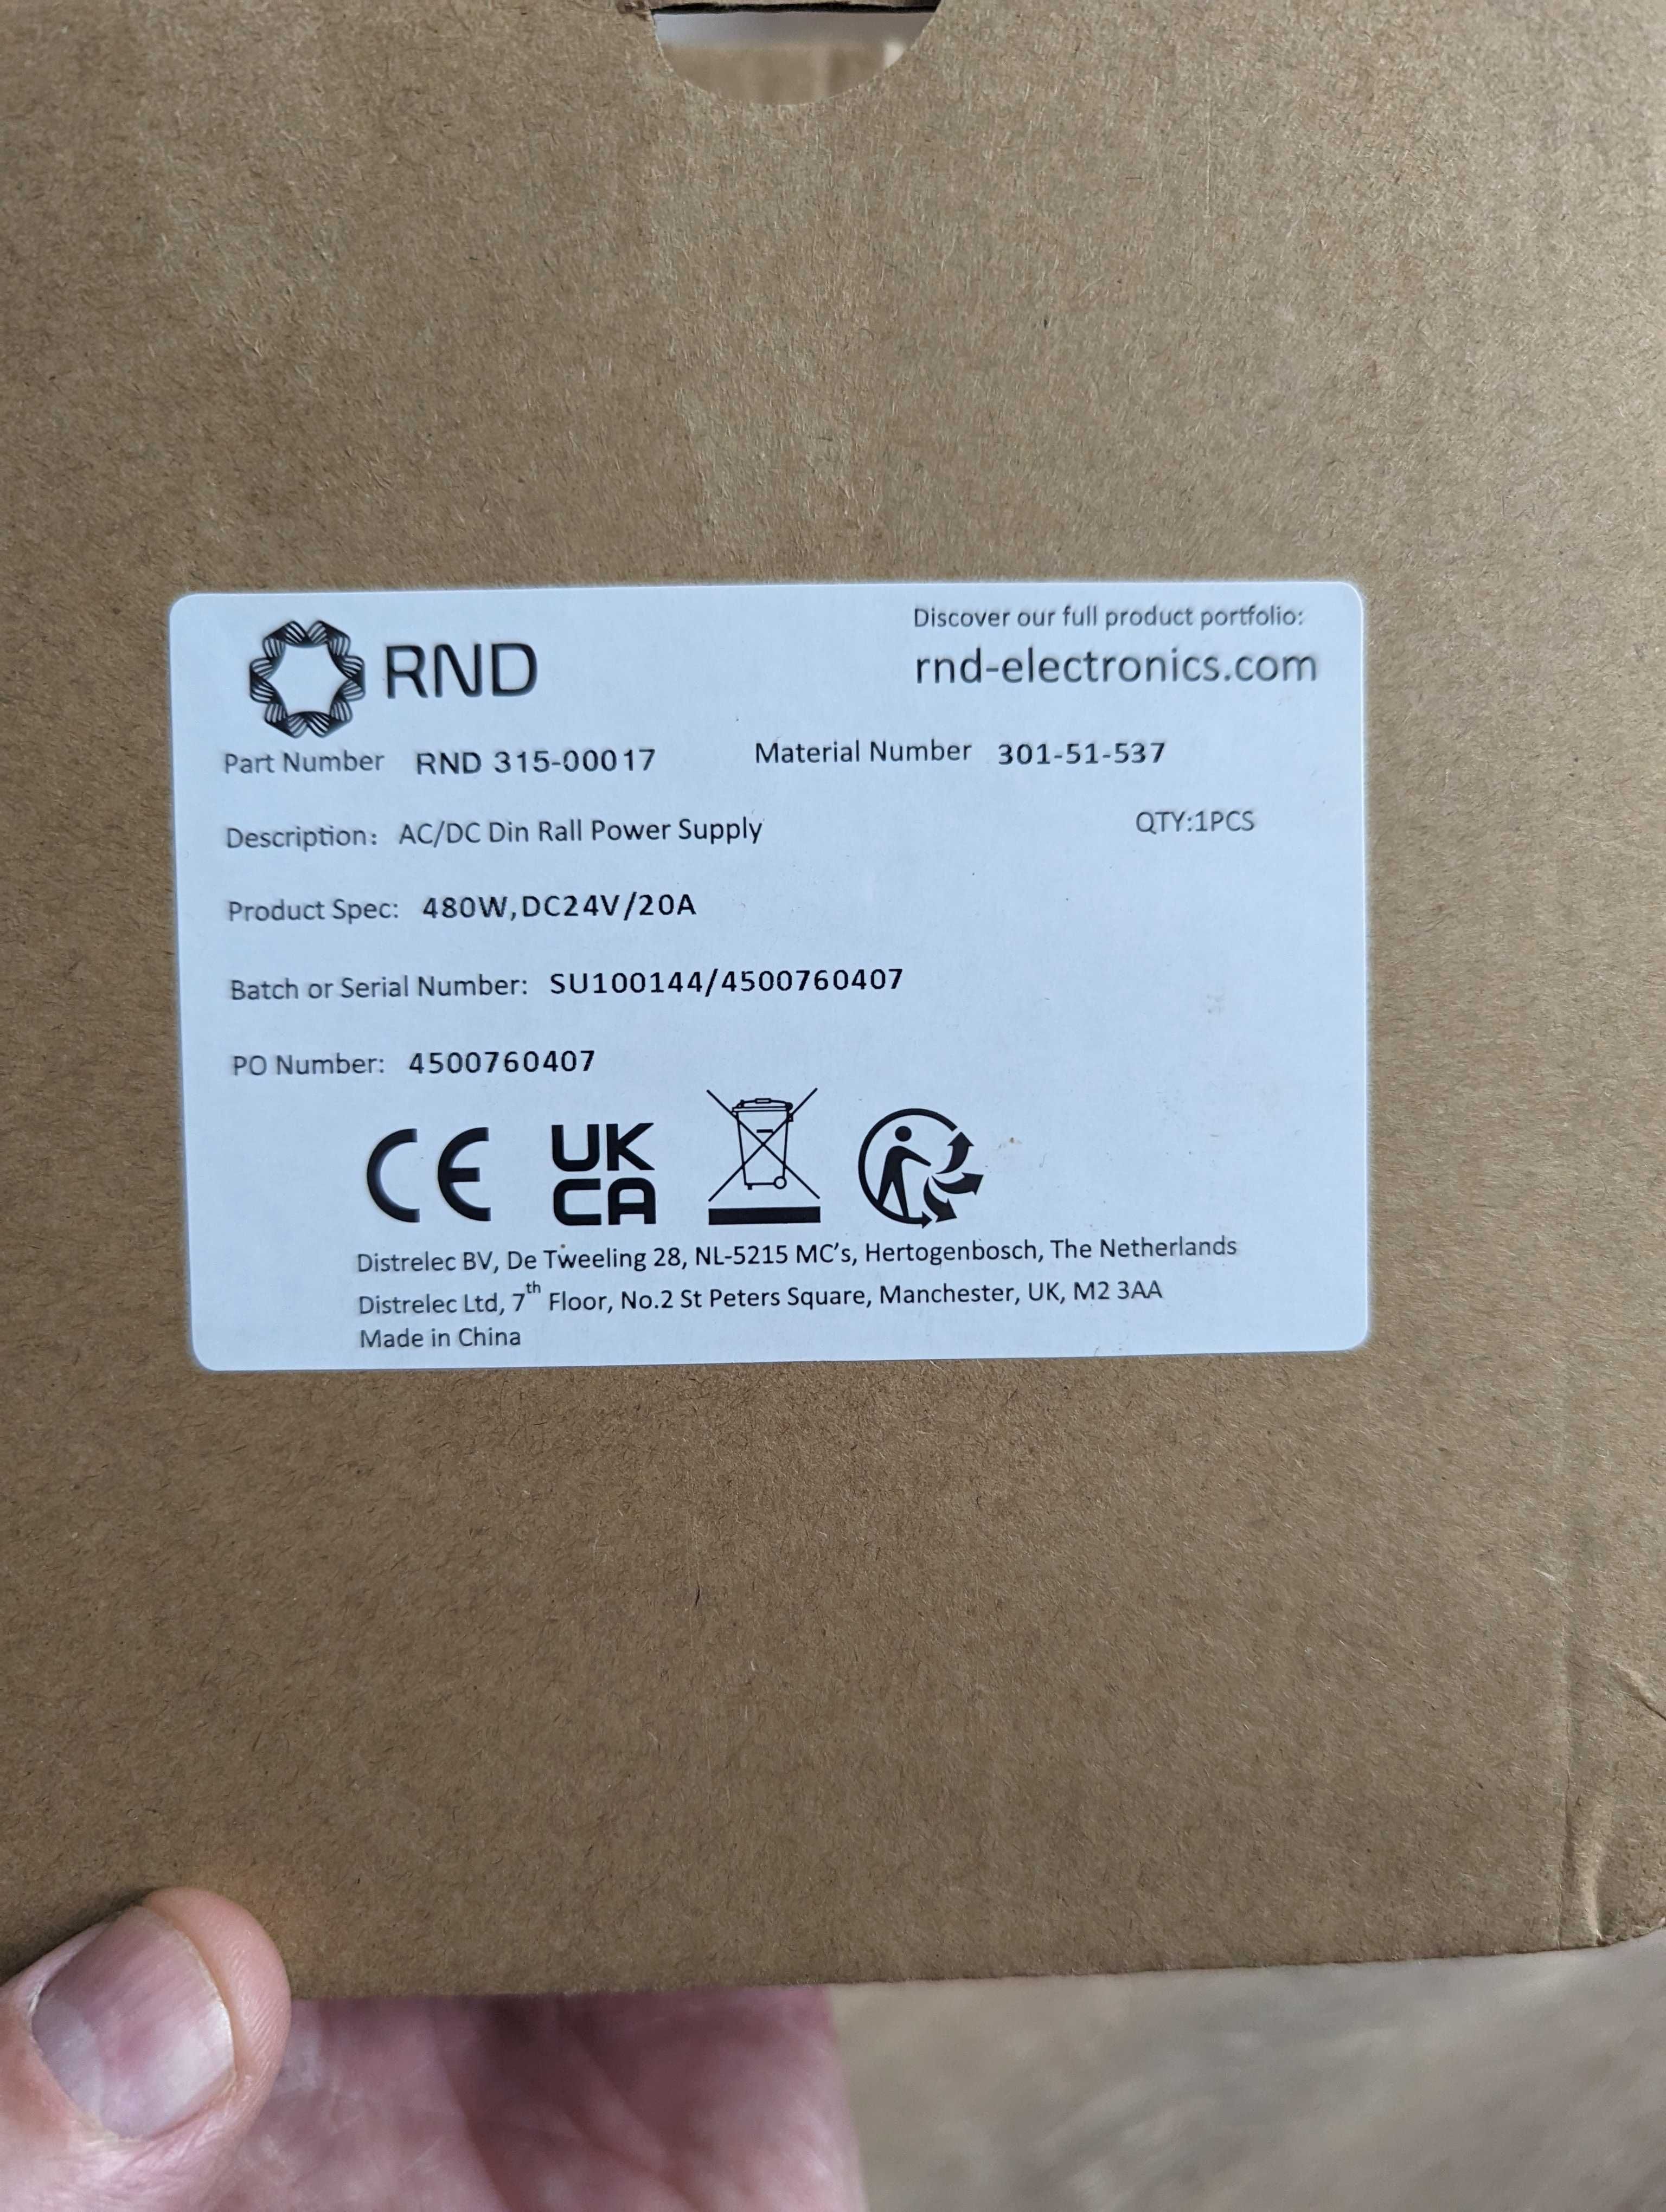 RND
Discover our full product portfolio:
rnd-electronics.com
Part Number RND 315-00017 Material Number 301-51-537
Description: AC/DC Din Rall Power Supply QTY:1PCS
Product Spec: 480W,DC24V/20A
Batch or Serial Number: SU100144/4500760407
PO Number: 4500760407
CE UK CA
Distrelec BV, De Tweeling 28, NL-5215 MC's, Hertogenbosch, The Netherlands
Distrelec Ltd, 7th Floor, No.2 St Peters Square, Manchester, UK, M2 3AA
Made in China